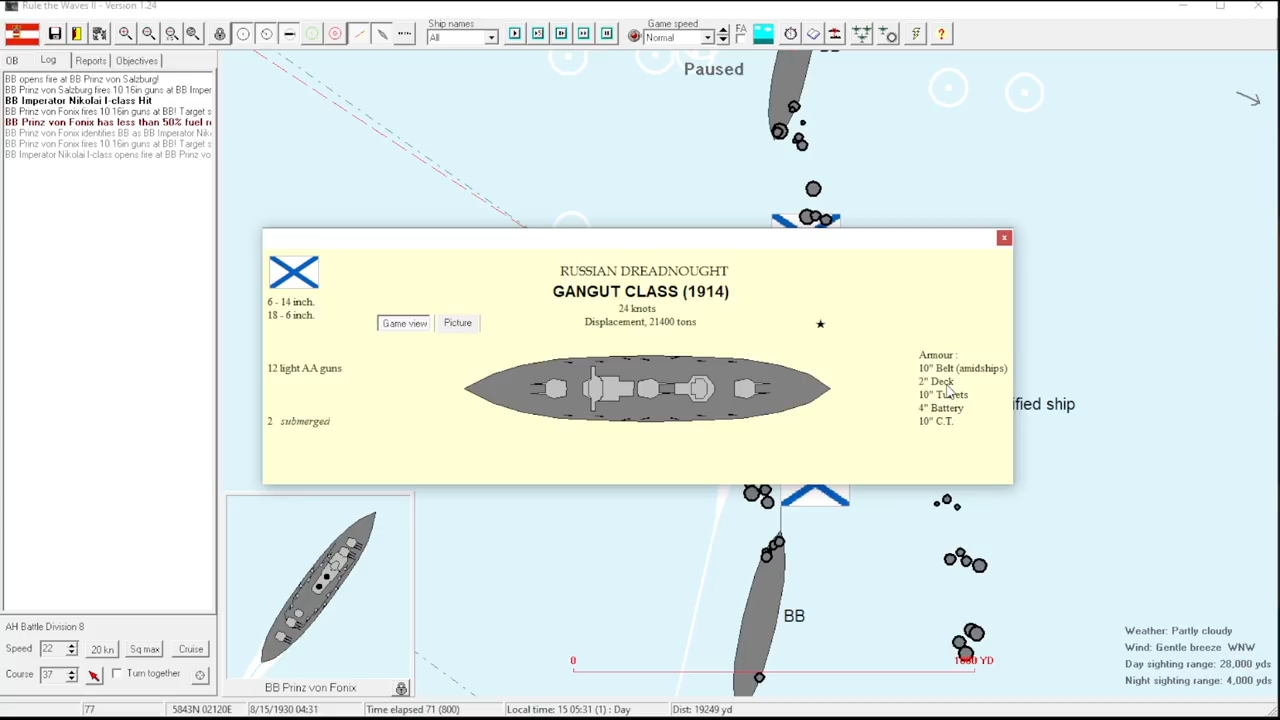 Rule the Waves II - Version 1.24
Ship names
All
Game speed
Normal
FA
OB Log Reports Objectives
BB opens fire at BB Prinz von Salzburg!
BB Prinz von Salzburg fires 10 16in guns at BB Imper
BB Imperator Nikolai I-class Hit
BB Prinz von Fonix fires 10 16in guns at BB! Target s
BB Prinz von Fonix has less than 50% fuel re
BB Prinz von Fonix identifies BB as BB Imperator Niko
BB Prinz von Fonix fires 10 16in guns at BB! Target s
BB Imperator Nikolai I-class opens fire at BB Prinz vo
Paused
BB
RUSSIAN DREADNOUGHT
GANGUT CLASS (1914)
24 knots
Displacement, 21400 tons
6 - 14 inch.
18 - 6 inch.
Game view Picture
12 light AA guns
2 submerged
Armour :
10" Belt (amidships)
2" Deck
10" Turrets
4" Battery
10" C.T.
ified ship
BB
AH Battle Division 8
Speed 22 20 kn Sq max Cruise
Course 37 Turn together
BB Prinz von Fonix
0 1000 YD
Weather: Partly cloudy
Wind: Gentle breeze WNW
Day sighting range: 28,000 yds
Night sighting range: 4,000 yds
77 5843N 02120E 8/15/1930 04:31 Time elapsed 71 (800) Local time: 15 05:31 (1) : Day Dist: 19249 yd